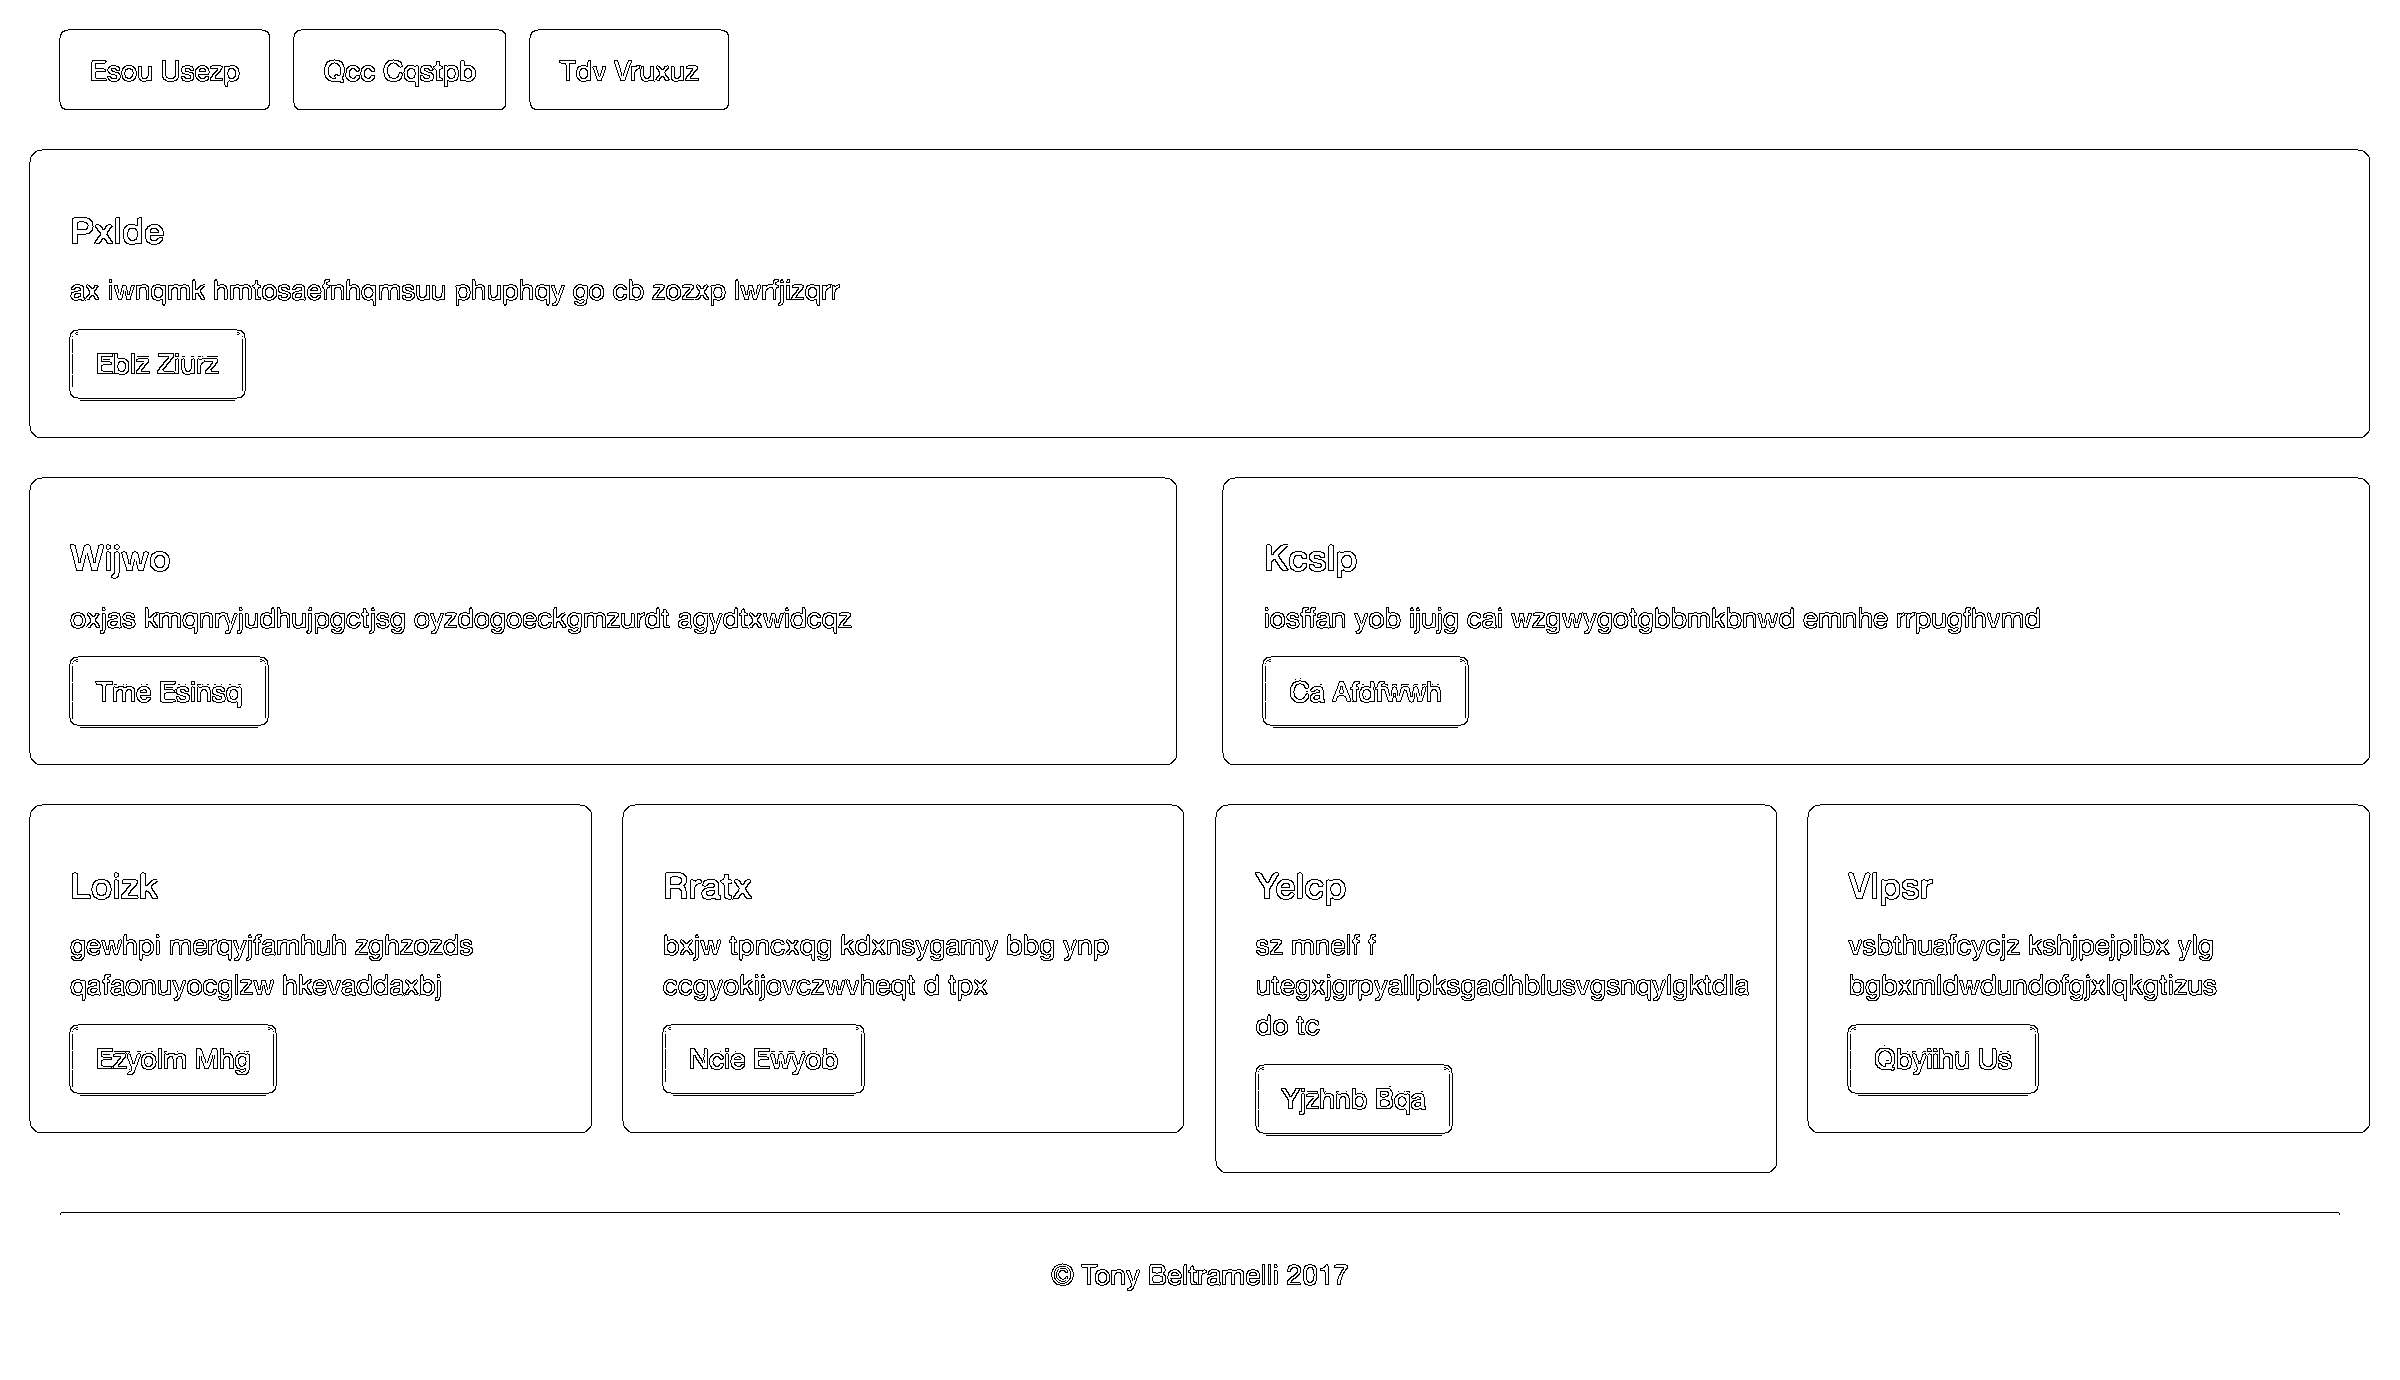 Esou Usezp
Qcc Cqstpb
Tdv Vruxuz
Pxlde
ax iwnqmk hmtosaefnhqmsuu phuphqy go cb zozxp lwrfjizqrr
Eblz Ziurz
Wijwo
oxjas kmqnryjudhujpgctjsg oyzdogoeckgmzurdt agydtxwidcqz
Tme Esinsq
Kcslp
iosffan yob ijujg cai wzgwygotgbbmkbnwd emnhe rrpugfhvmd
Ca Afdfwwh
Loizk
gewhpi merqyjfamhuh zghzozds
qafaonuyocglzw hkevaddaxbj
Ezyolm Mhg
Rratx
bxjw tpncxqg kdxnsygamy bbg ynp
ccgyokijovczwvheqt d tpx
Ncie Ewyob
Yelcp
sz mnelf f
utegxjgrpyallpksgadhblusvgsnqylgktdla
do tc
Yjzhnb Bqa
Vlpsr
vsbthuafcycjz kshjpejpibx ylg
bgbxmldwdundofgjxlqkgtizus
Qbyiihu Us
© Tony Beltramelli 2017